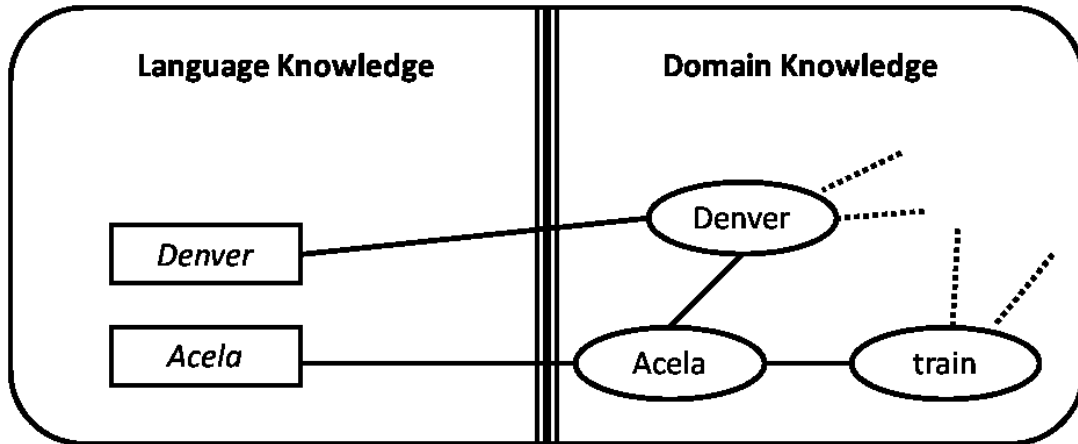 Language Knowledge
Domain Knowledge
Denver
Denver
Acela
Acela
train